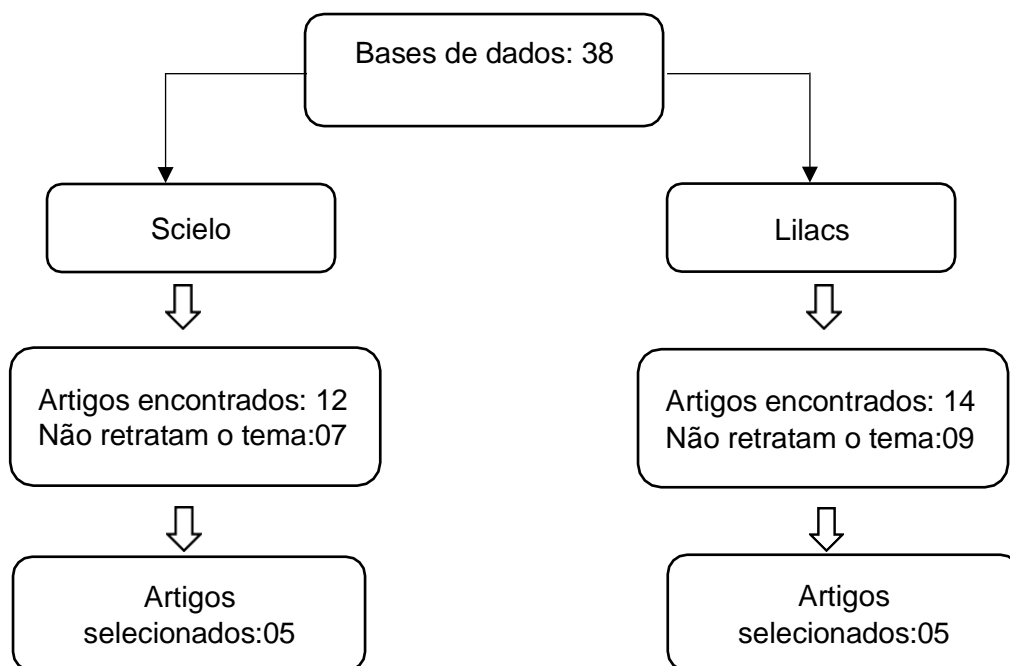 Bases de dados: 38
Scielo
Lilacs
Artigos encontrados: 12
Não retratam o tema:07
Artigos encontrados: 14
Não retratam o tema:09
Artigos
selecionados:05
Artigos
selecionados:05